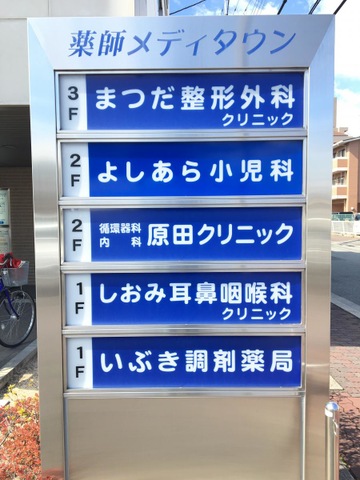 薬師メディタウン
3F
まつだ整形外科
クリニック
2F
よしあら小児科
2F
循環器科
内科
原田クリニック
1F
しおみ耳鼻咽喉科
クリニック
1F
いぶき調剤薬局